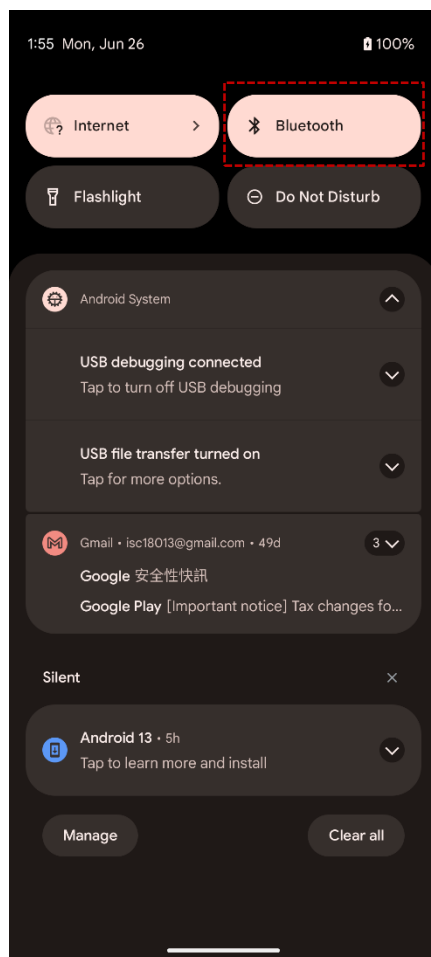 1:55 Mon, Jun 26 100%
Internet Bluetooth
Flashlight Do Not Disturb
Android System
USB debugging connected
Tap to turn off USB debugging
USB file transfer turned on
Tap for more options.
Gmail • isc18013@gmail.com • 49d 3
Google 安全性快訊
Google Play [Important notice] Tax changes fo...
Silent
Android 13 • 5h
Tap to learn more and install
Manage Clear all